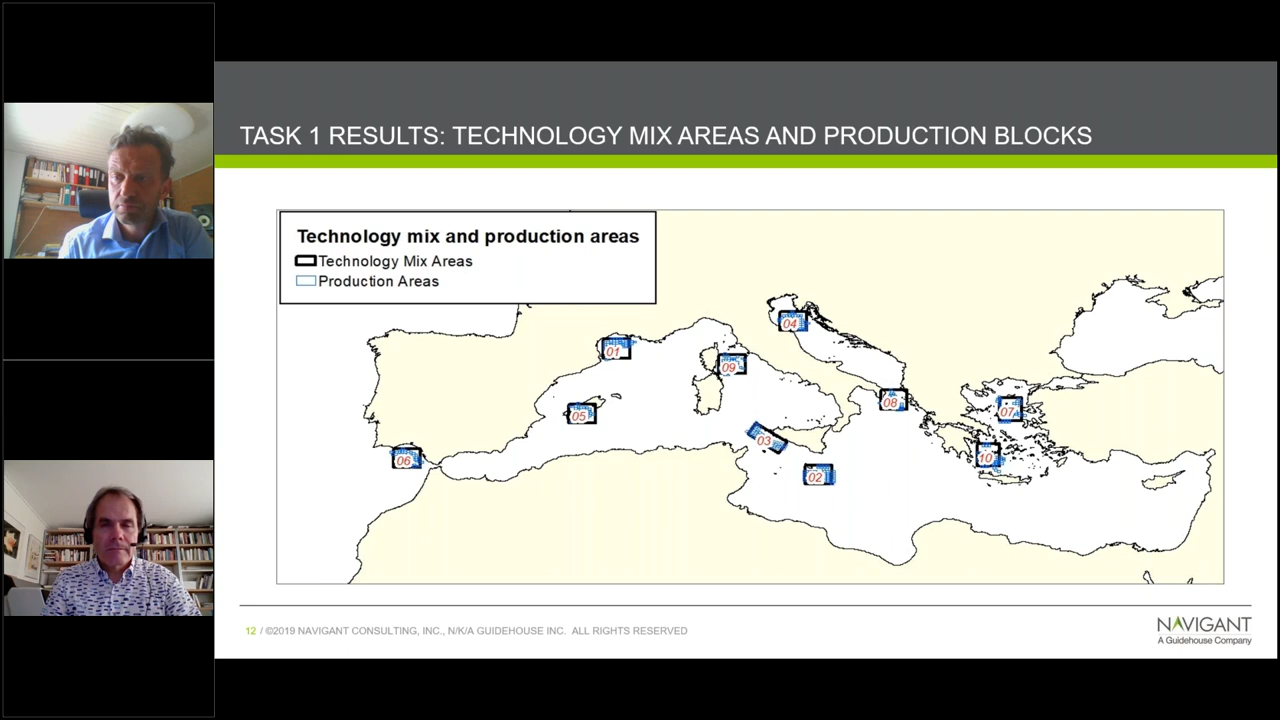 TASK 1 RESULTS: TECHNOLOGY MIX AREAS AND PRODUCTION BLOCKS
Technology mix and production areas
Technology Mix Areas
Production Areas
04
01
09
08
07
05
03
10
06
02
12 / ©2019 NAVIGANT CONSULTING, INC., N/K/A GUIDEHOUSE INC. ALL RIGHTS RESERVED
NAVIGANT
A Guidehouse Company